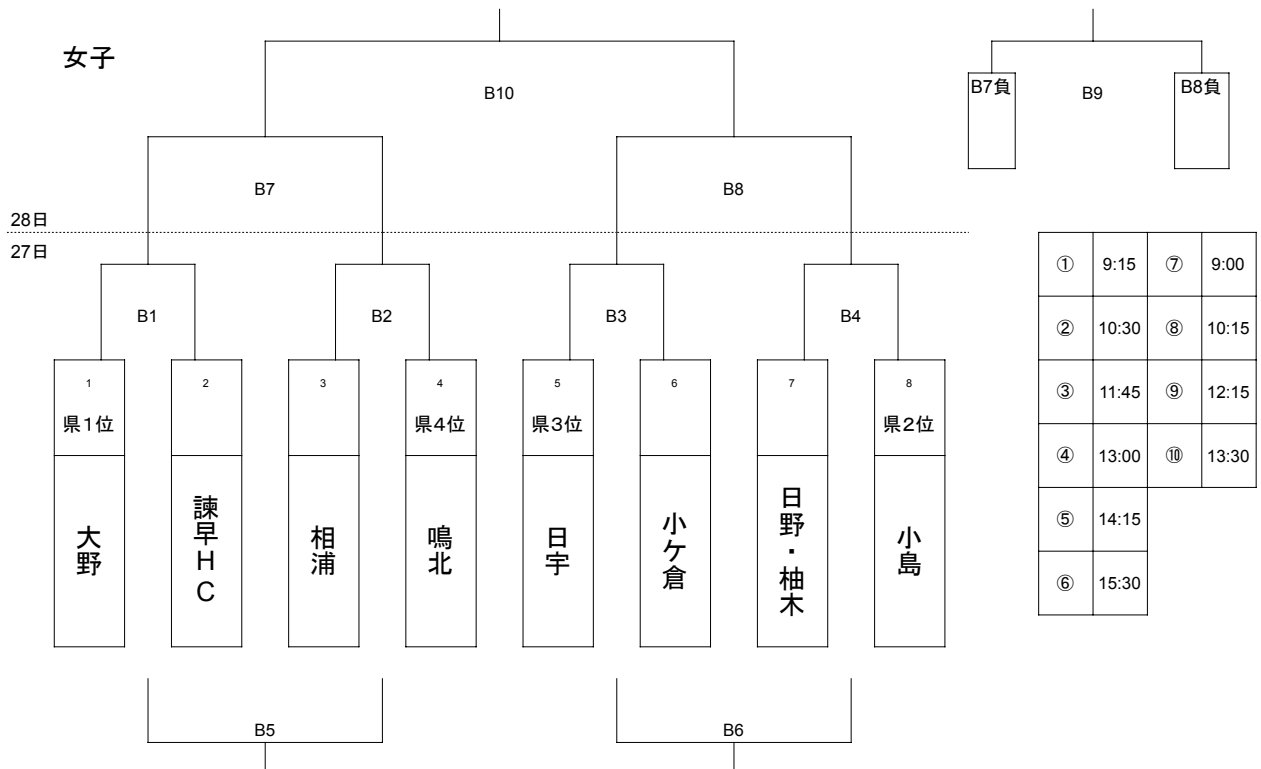 女子
B10
B7負
B9
B8負
B7
B8
28日
27日
B1
B2
B3
B4
1
2
3
4
5
6
7
8
県1位
県4位
県3位
県2位
大野
諫早HC
相浦
鳴北
日宇
小ケ倉
日野・柚木
小島
B5
B6
① 9:15 ⑦ 9:00
② 10:30 ⑧ 10:15
③ 11:45 ⑨ 12:15
④ 13:00 ⑩ 13:30
⑤ 14:15
⑥ 15:30